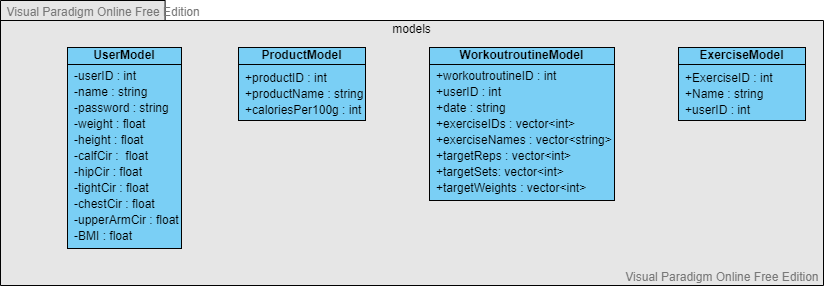 Visual Paradigm Online Free Edition
models
UserModel
-userID : int
-name : string
-password : string
-weight : float
-height : float
-calfCir :  float
-hipCir : float
-tightCir : float
-chestCir : float
-upperArmCir : float
-BMI : float
ProductModel
+productID : int
+productName : string
+caloriesPer100g : int
WorkoutroutineModel
+workoutroutineID : int
+userID : int
+date : string
+exerciseIDs : vector<int>
+exerciseNames : vector<string>
+targetReps : vector<int>
+targetSets: vector<int>
+targetWeights : vector<int>
ExerciseModel
+ExerciseID : int
+Name : string
+userID : int
Visual Paradigm Online Free Edition